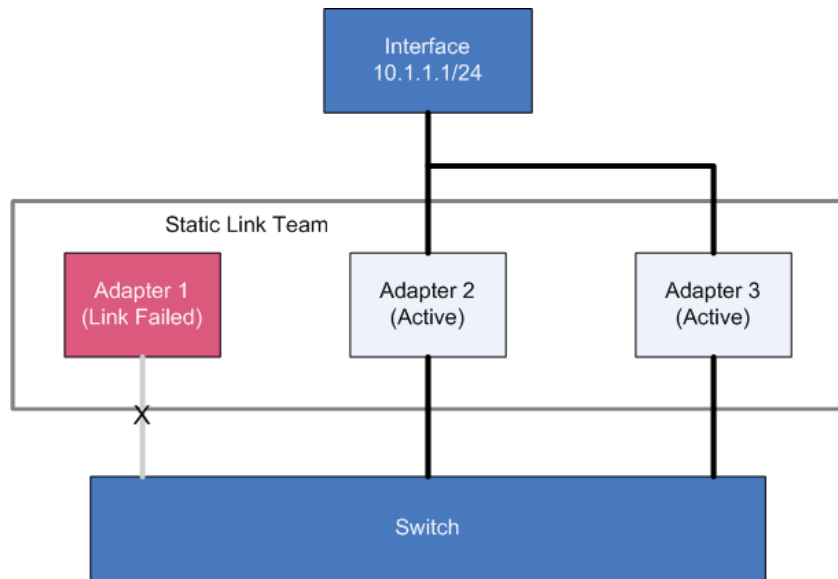 Interface
10.1.1.1/24
Static Link Team
Adapter 1
(Link Failed)
Adapter 2
(Active)
Adapter 3
(Active)
X
Switch